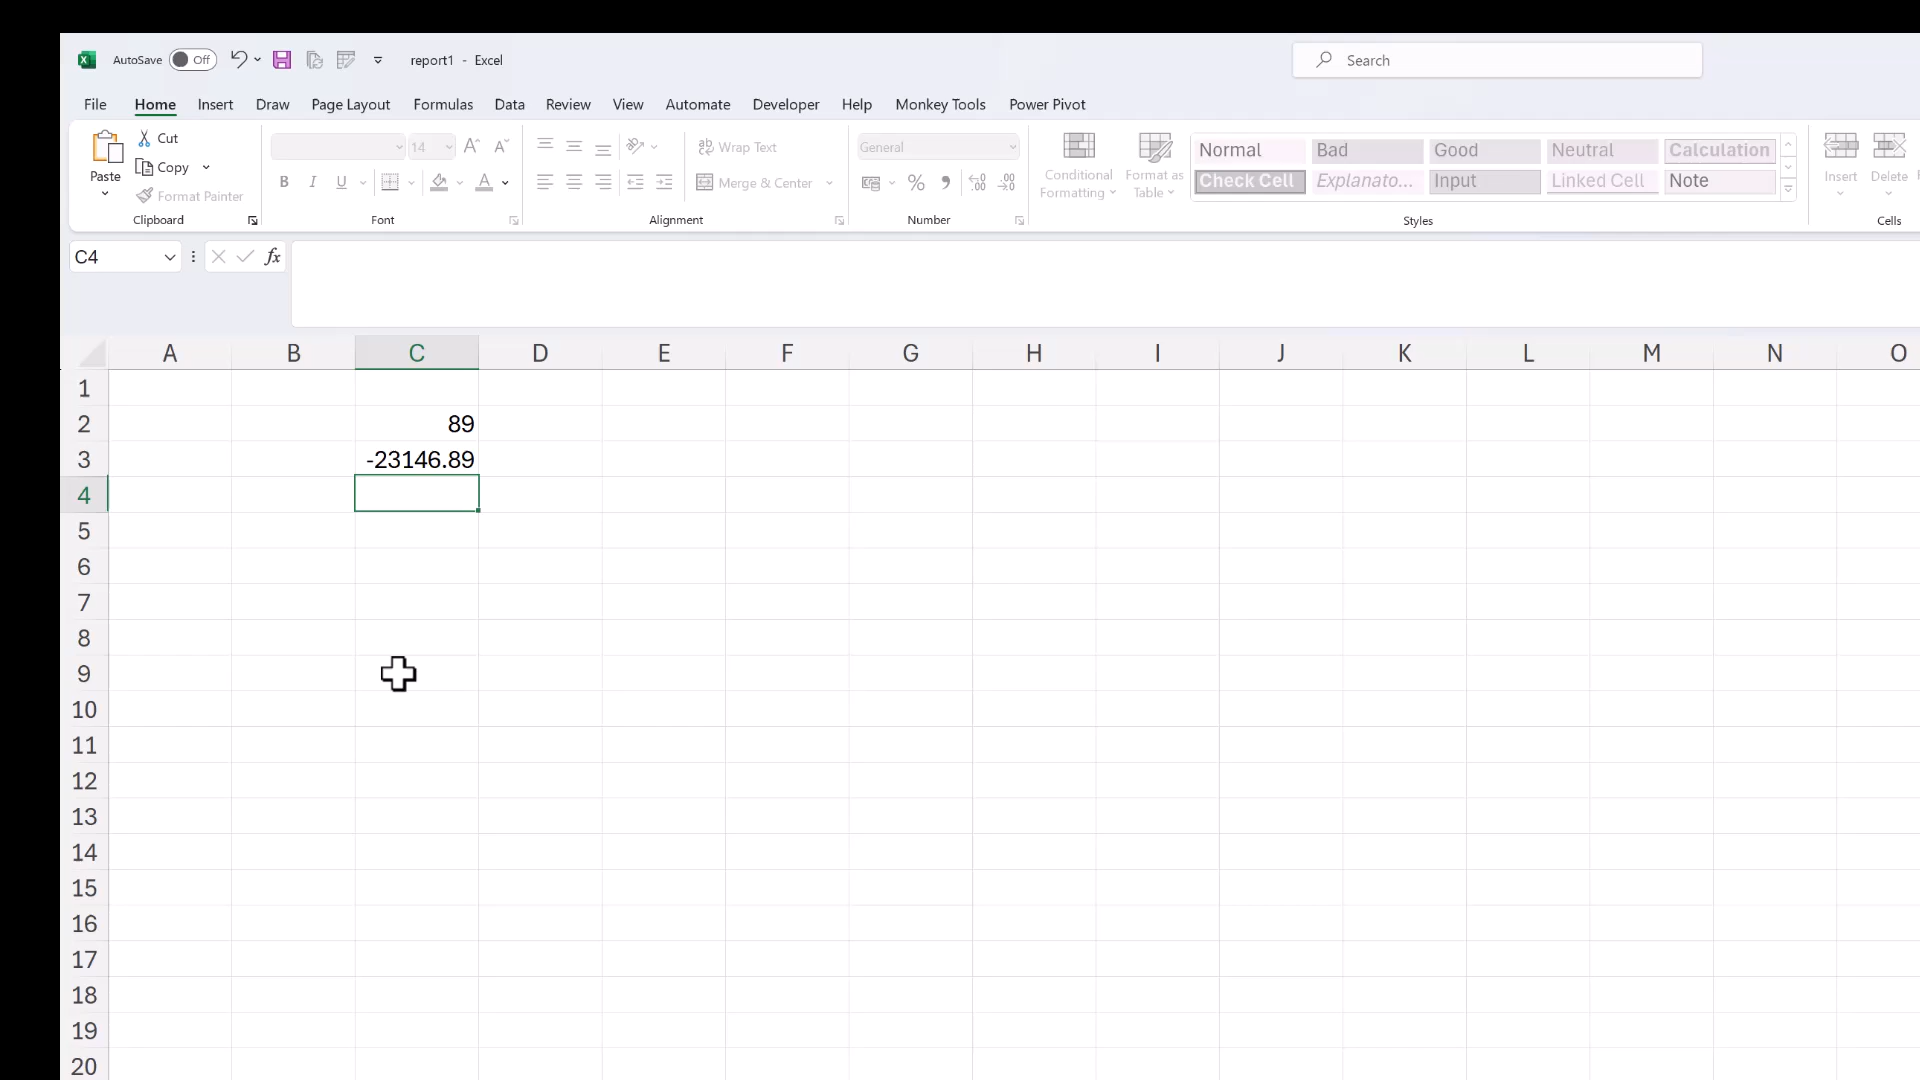 AutoSave Off report1 - Excel Search
File Home Insert Draw Page Layout Formulas Data Review View Automate Developer Help Monkey Tools Power Pivot
Paste Cut Copy Format Painter
Clipboard
14
B I U A
Font
Wrap Text
Merge & Center
Alignment
General
%
Number
Conditional Formatting
Format as Table
Normal Bad Good Neutral Calculation
Check Cell Explanato... Input Linked Cell Note
Styles
Insert Delete
Cells
C4 fx
A B C D E F G H I J K L M N O
1
2 89
3 -23146.89
4
5
6
7
8
9
10
11
12
13
14
15
16
17
18
19
20